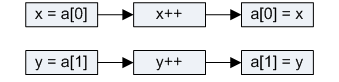 x = a[0] x++ a[0] = x
y = a[1] y++ a[1] = y